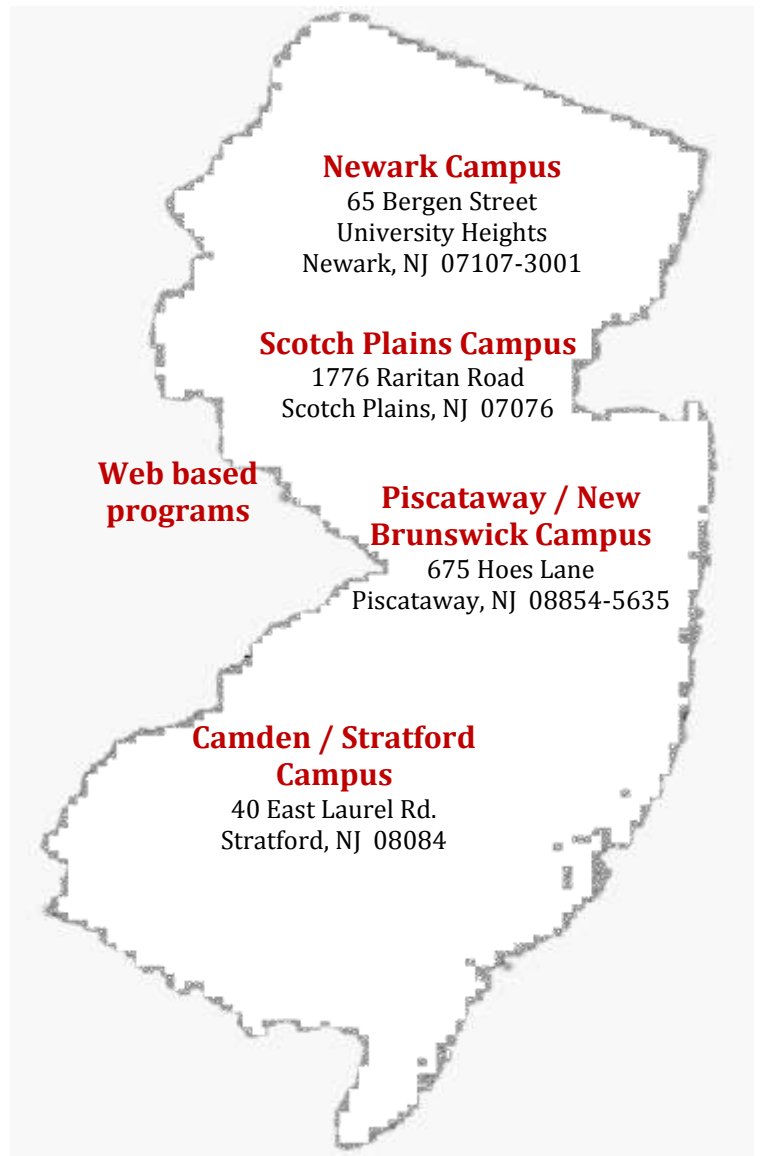 Newark Campus
65 Bergen Street
University Heights
Newark, NJ  07107-3001
Scotch Plains Campus
1776 Raritan Road
Scotch Plains, NJ  07076
Web based
programs
Piscataway / New
Brunswick Campus
675 Hoes Lane
Piscataway, NJ  08854-5635
Camden / Stratford
Campus
40 East Laurel Rd.
Stratford, NJ  08084